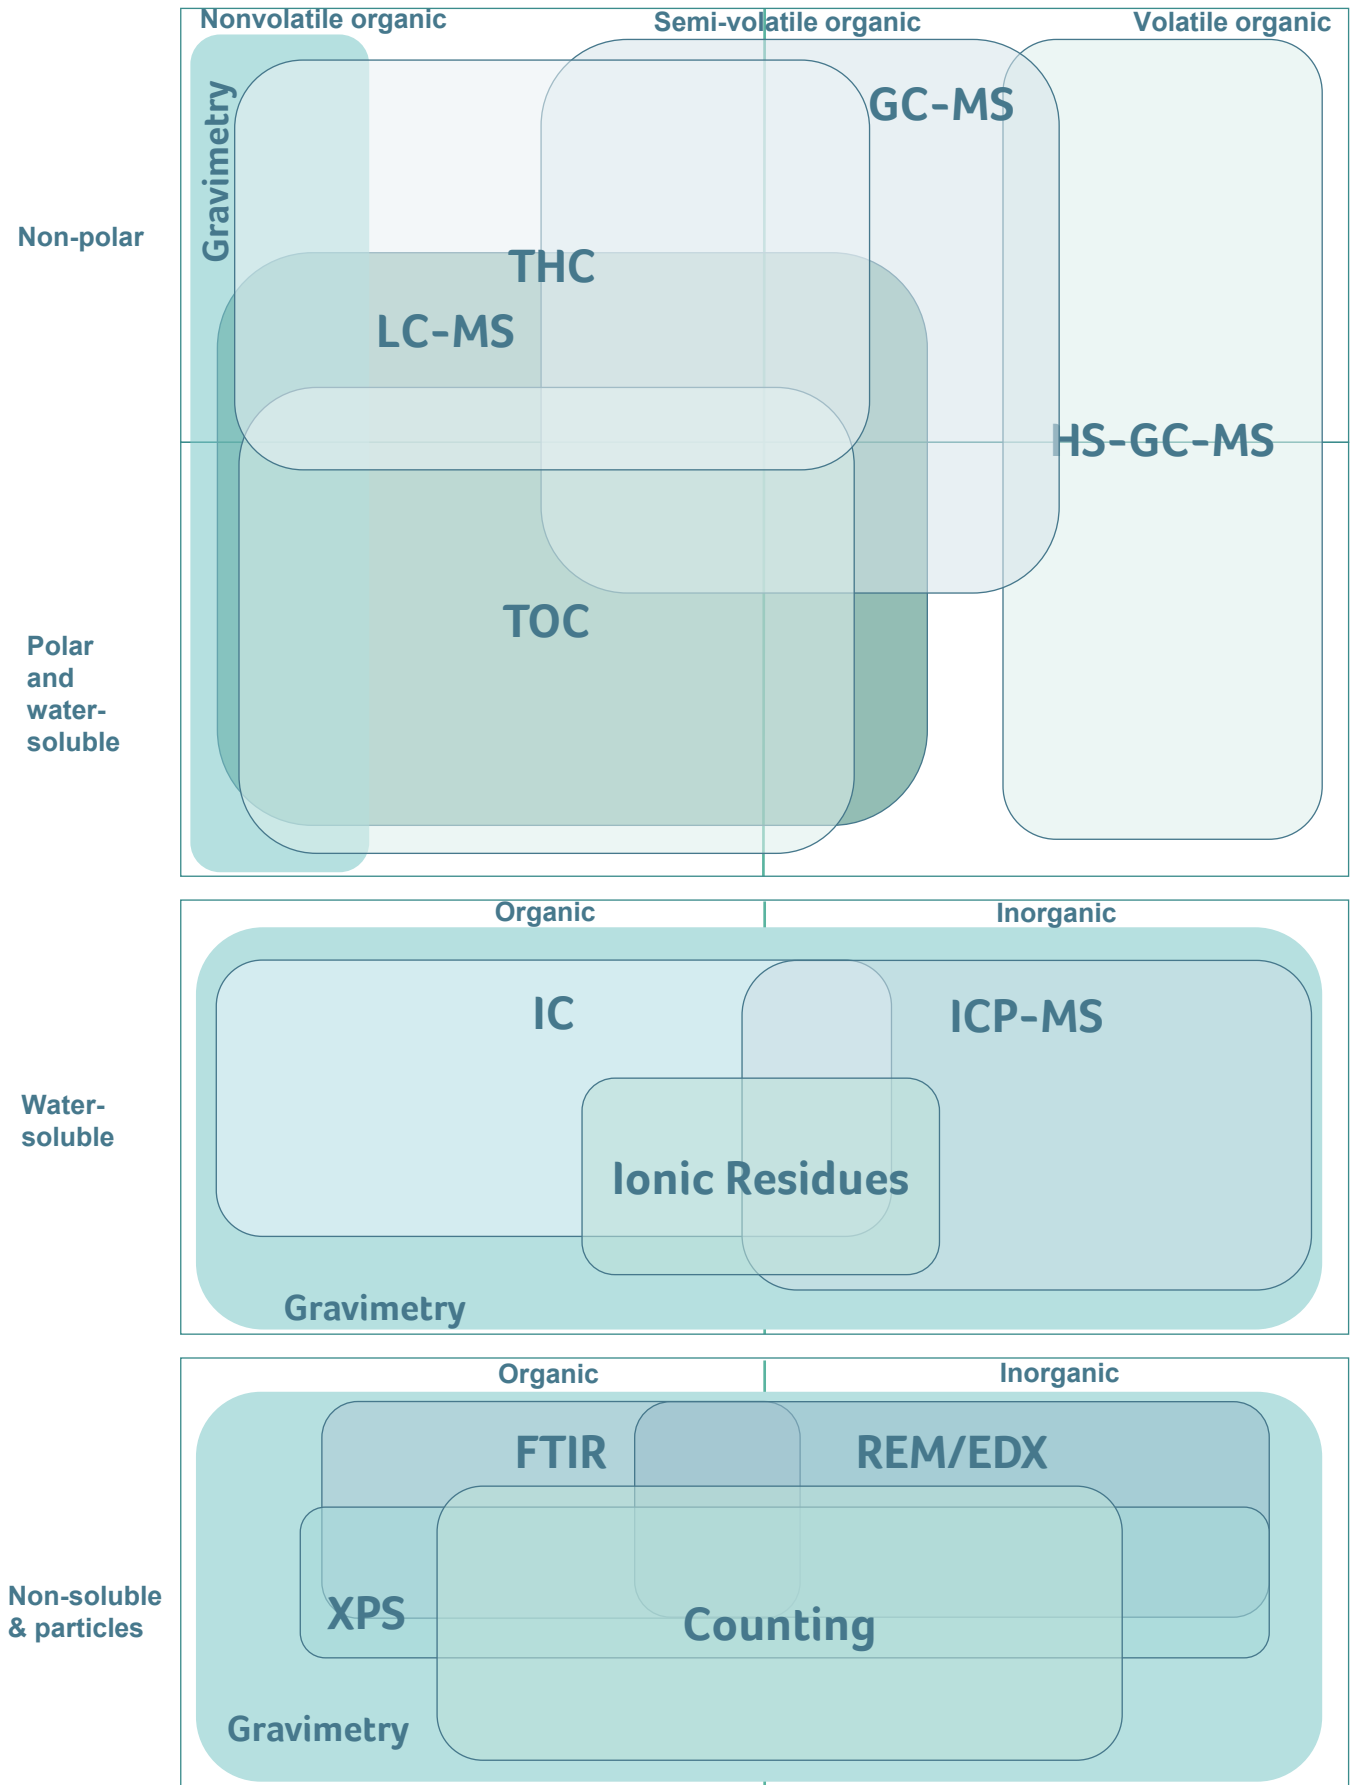 Nonvolatile organic
Semi-volatile organic
Volatile organic
Gravimetry
GC-MS
Non-polar
THC
LC-MS
HS-GC-MS
TOC
Polar
and
water-
soluble
Organic
Inorganic
IC
ICP-MS
Water-
soluble
Ionic Residues
Gravimetry
Organic
Inorganic
FTIR
REM/EDX
Non-soluble
& particles
XPS
Counting
Gravimetry